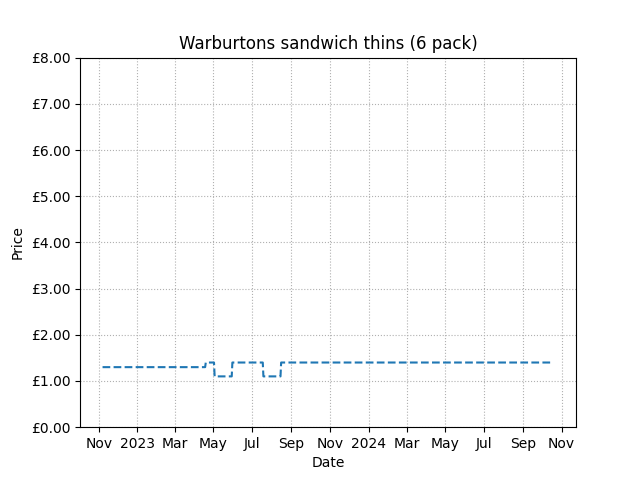 Warburtons sandwich thins (6 pack)
£8.00
£7.00
£6.00
£5.00
£4.00
£3.00
£2.00
£1.00
£0.00
Price
Nov 2023 Mar May Jul Sep Nov 2024 Mar May Jul Sep Nov
Date